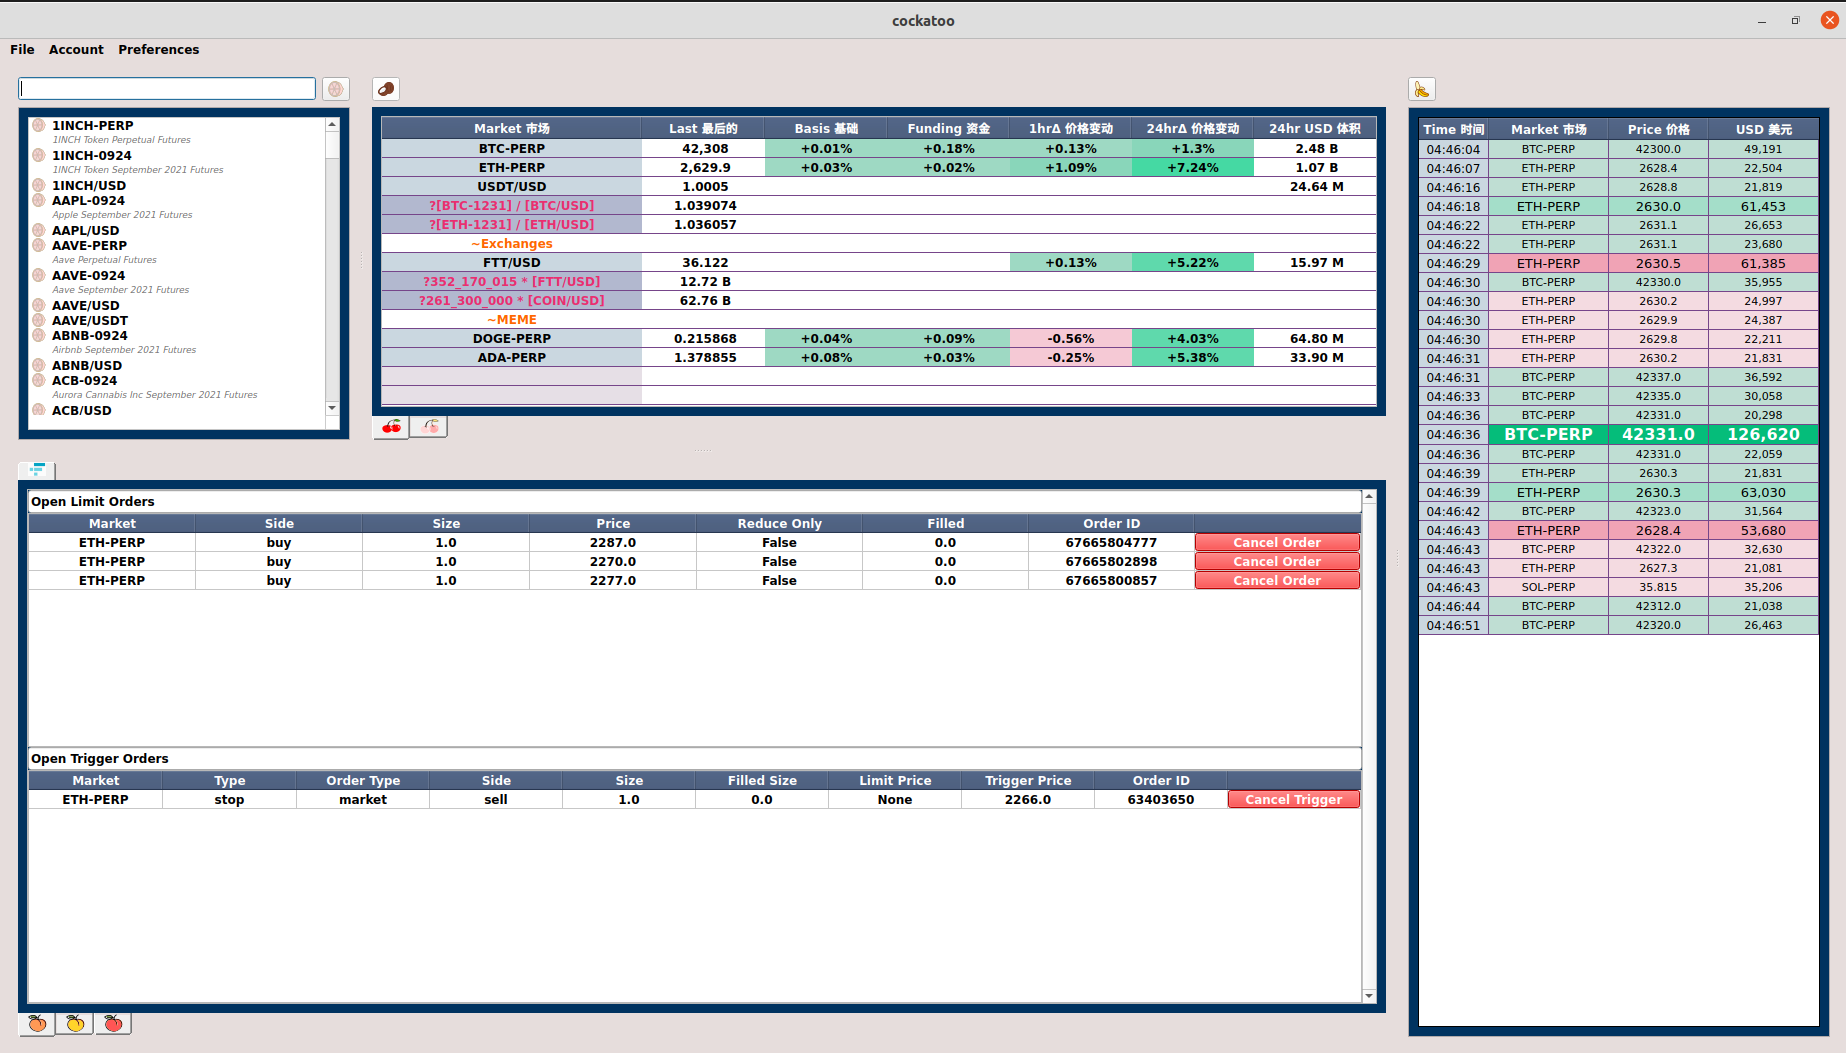 cockatoo
File Account Preferences
1INCH-PERP
1INCH Token Perpetual Futures
1INCH-0924
1INCH Token September 2021 Futures
1INCH/USD
AAPL-0924
Apple September 2021 Futures
AAPL/USD
AAVE-PERP
Aave Perpetual Futures
AAVE-0924
Aave September 2021 Futures
AAVE/USD
AAVE/USDT
ABNB-0924
Airbnb September 2021 Futures
ABNB/USD
ACB-0924
Aurora Cannabis Inc September 2021 Futures
ACB/USD
Market 市场 Last 最后的 Basis 基础 Funding 资金 1hrΔ 价格变动 24hrΔ 价格变动 24hr USD 体积
BTC-PERP 42,308 +0.01% +0.18% +0.13% +1.3% 2.48 B
ETH-PERP 2,629.9 +0.03% +0.02% +1.09% +7.24% 1.07 B
USDT/USD 1.0005 24.64 M
?[BTC-1231] / [BTC/USD] 1.039074
?[ETH-1231] / [ETH/USD] 1.036057
~Exchanges
FTT/USD 36.122 +0.13% +5.22% 15.97 M
?352_170_015 * [FTT/USD] 12.72 B
?261_300_000 * [COIN/USD] 62.76 B
~MEME
DOGE-PERP 0.215868 +0.04% +0.09% -0.56% +4.03% 64.80 M
ADA-PERP 1.378855 +0.08% +0.03% -0.25% +5.38% 33.90 M
Open Limit Orders
Market Side Size Price Reduce Only Filled Order ID
ETH-PERP buy 1.0 2287.0 False 0.0 67665804777 Cancel Order
ETH-PERP buy 1.0 2270.0 False 0.0 67665802898 Cancel Order
ETH-PERP buy 1.0 2277.0 False 0.0 67665800857 Cancel Order
Open Trigger Orders
Market Type Order Type Side Size Filled Size Limit Price Trigger Price Order ID
ETH-PERP stop market sell 1.0 0.0 None 2266.0 63403650 Cancel Trigger
Time 时间 Market 市场 Price 价格 USD 美元
04:46:04 BTC-PERP 42300.0 49,191
04:46:07 ETH-PERP 2628.4 22,504
04:46:16 ETH-PERP 2628.8 21,819
04:46:18 ETH-PERP 2630.0 61,453
04:46:22 ETH-PERP 2631.1 26,653
04:46:22 ETH-PERP 2631.1 23,680
04:46:29 ETH-PERP 2630.5 61,385
04:46:30 BTC-PERP 42330.0 35,955
04:46:30 ETH-PERP 2630.2 24,997
04:46:30 ETH-PERP 2629.9 24,387
04:46:30 ETH-PERP 2629.8 22,211
04:46:31 ETH-PERP 2630.2 21,831
04:46:31 BTC-PERP 42337.0 36,592
04:46:33 BTC-PERP 42335.0 30,058
04:46:36 BTC-PERP 42331.0 20,298
04:46:36 BTC-PERP 42331.0 126,620
04:46:36 BTC-PERP 42331.0 22,059
04:46:39 ETH-PERP 2630.3 21,831
04:46:39 ETH-PERP 2630.3 63,030
04:46:42 BTC-PERP 42323.0 31,564
04:46:43 ETH-PERP 2628.4 53,680
04:46:43 BTC-PERP 42322.0 32,630
04:46:43 ETH-PERP 2627.3 21,081
04:46:43 SOL-PERP 35.815 35,206
04:46:44 BTC-PERP 42312.0 21,038
04:46:51 BTC-PERP 42320.0 26,463